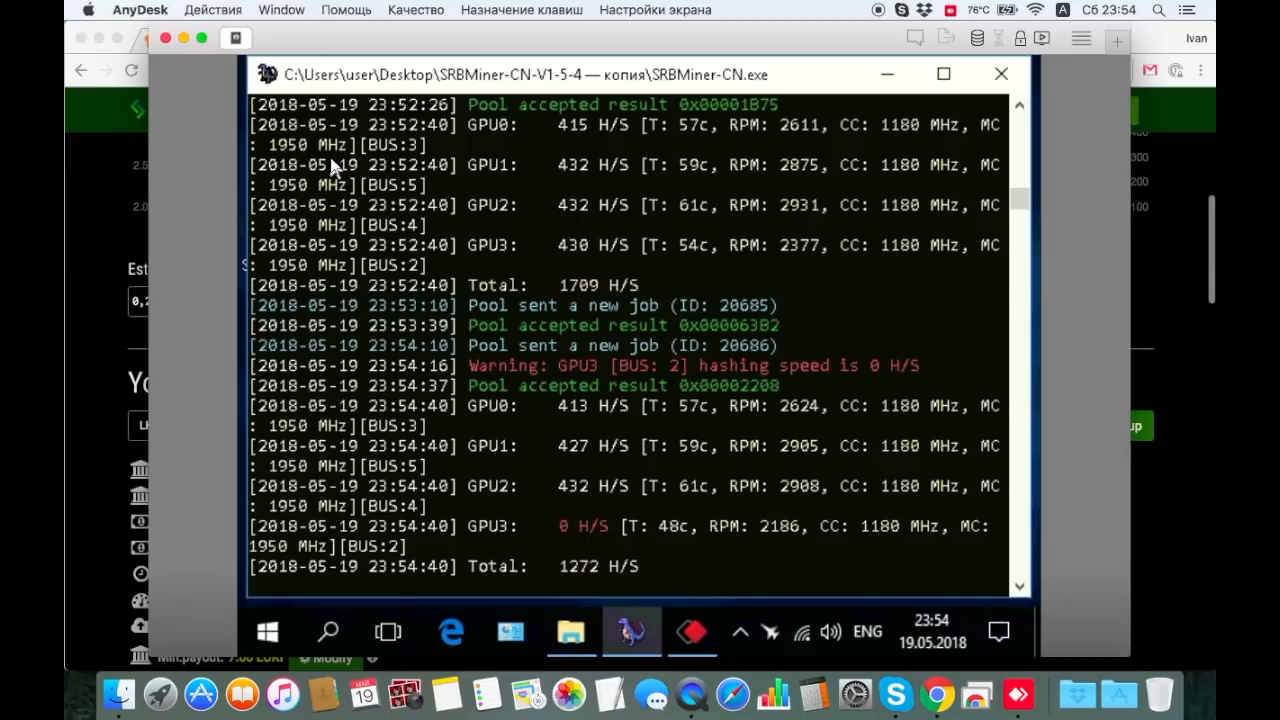 AnyDesk Действия Window Помощь Качество Назначение клавиш Настройки экрана 76°C A Сб 23:54
Ivan
C:\Users\user\Desktop\SRBMiner-CN-V1-5-4 — копия\SRBMiner-CN.exe
[2018-05-19 23:52:26] Pool accepted result 0x00001B75
[2018-05-19 23:52:40] GPU0: 415 H/S [T: 57c, RPM: 2611, CC: 1180 MHz, MC
: 1950 MHz][BUS:3]
[2018-05-19 23:52:40] GPU1: 432 H/S [T: 59c, RPM: 2875, CC: 1180 MHz, MC
: 1950 MHz][BUS:5]
[2018-05-19 23:52:40] GPU2: 432 H/S [T: 61c, RPM: 2931, CC: 1180 MHz, MC
: 1950 MHz][BUS:4]
[2018-05-19 23:52:40] GPU3: 430 H/S [T: 54c, RPM: 2377, CC: 1180 MHz, MC
: 1950 MHz][BUS:2]
[2018-05-19 23:52:40] Total: 1709 H/S
[2018-05-19 23:53:10] Pool sent a new job (ID: 20685)
[2018-05-19 23:53:39] Pool accepted result 0x000063B2
[2018-05-19 23:54:10] Pool sent a new job (ID: 20686)
[2018-05-19 23:54:16] Warning: GPU3 [BUS: 2] hashing speed is 0 H/S
[2018-05-19 23:54:37] Pool accepted result 0x00002208
[2018-05-19 23:54:40] GPU0: 413 H/S [T: 57c, RPM: 2624, CC: 1180 MHz, MC
: 1950 MHz][BUS:3]
[2018-05-19 23:54:40] GPU1: 427 H/S [T: 59c, RPM: 2905, CC: 1180 MHz, MC
: 1950 MHz][BUS:5]
[2018-05-19 23:54:40] GPU2: 432 H/S [T: 61c, RPM: 2908, CC: 1180 MHz, MC
: 1950 MHz][BUS:4]
[2018-05-19 23:54:40] GPU3: 0 H/S [T: 48c, RPM: 2186, CC: 1180 MHz, MC:
1950 MHz][BUS:2]
[2018-05-19 23:54:40] Total: 1272 H/S
2.5
2.0
Est
0,2
Yo
300
200
100
up
Modify
ENG
23:54
19.05.2018
MAR
19